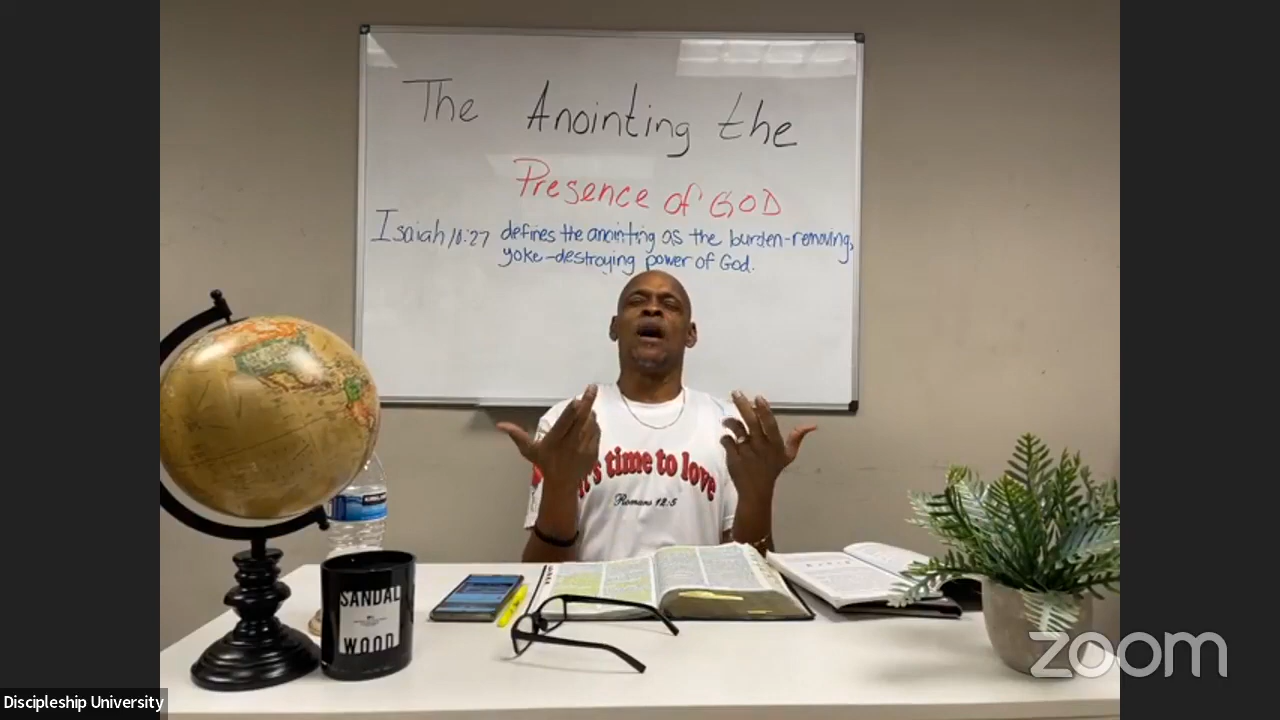 The Anointing the
Presence of GOD
Isaiah 10:27 defines the anointing as the burden-removing,
yoke-destroying power of God.
time to love
Romans 12:5
KIRKLAND
SANDAL
WOOD
zoom
Discipleship University